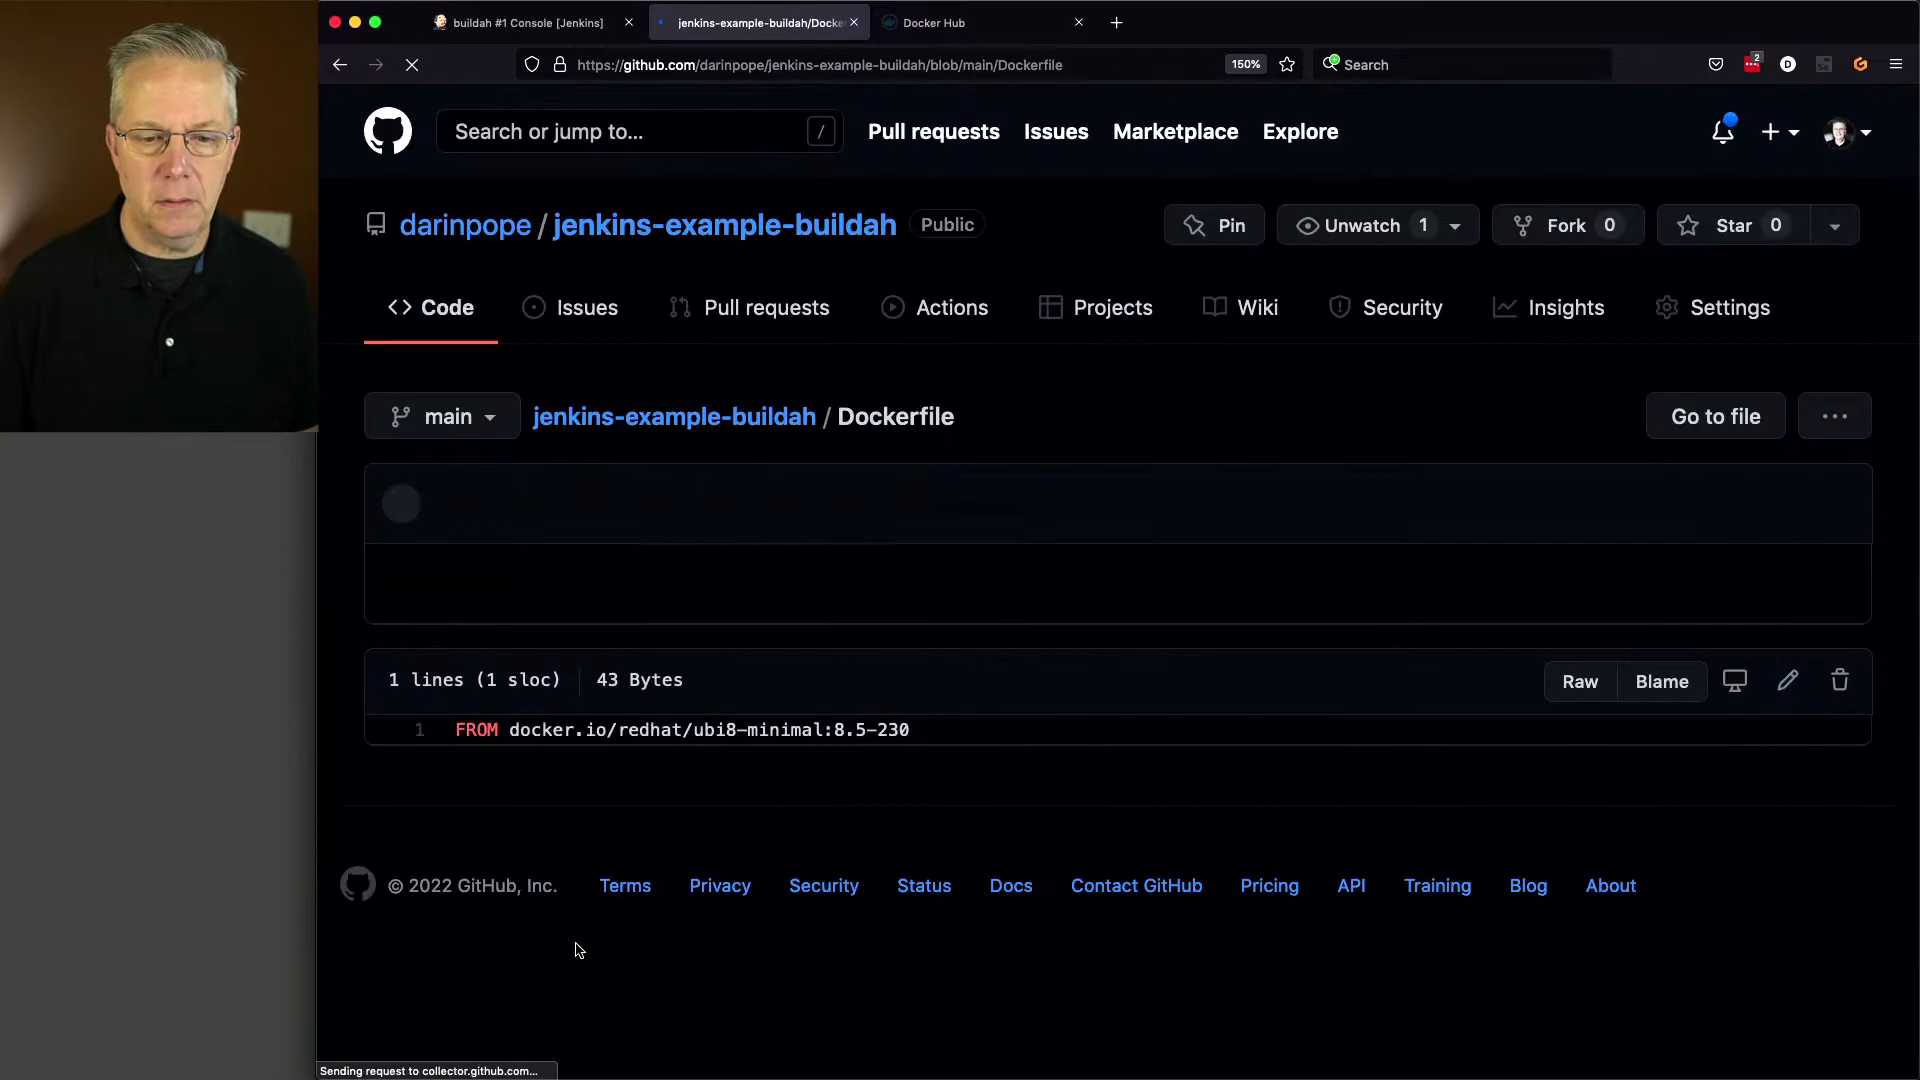 buildah #1 Console [Jenkins]
jenkins-example-buildah/Docke
Docker Hub
https://github.com/darinpope/jenkins-example-buildah/blob/main/Dockerfile
150%
Search
2
D
Search or jump to...
/
Pull requests
Issues
Marketplace
Explore
darinpope / jenkins-example-buildah
Public
Pin
Unwatch 1
Fork 0
Star 0
Code
Issues
Pull requests
Actions
Projects
Wiki
Security
Insights
Settings
main
jenkins-example-buildah / Dockerfile
Go to file
1 lines (1 sloc)
43 Bytes
Raw
Blame
1 FROM docker.io/redhat/ubi8-minimal:8.5-230
© 2022 GitHub, Inc.
Terms
Privacy
Security
Status
Docs
Contact GitHub
Pricing
API
Training
Blog
About
Sending request to collector.github.com...